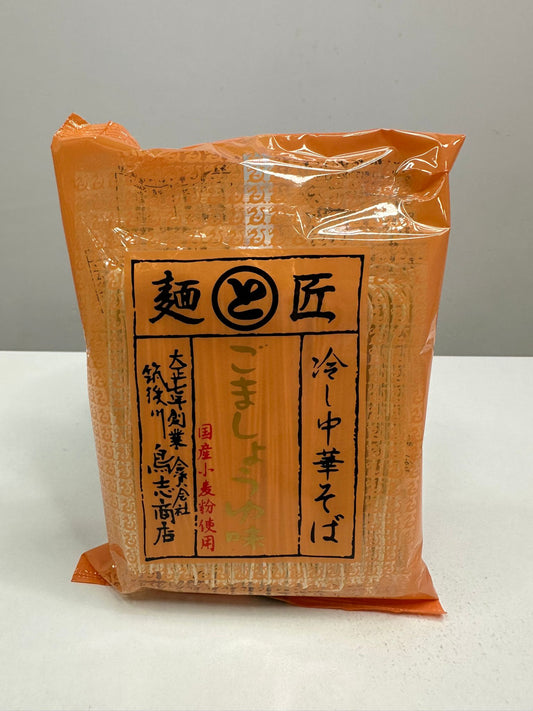 麺 と 匠
冷し中華そば
ごましょうゆ味
国産小麦粉使用
大正七年創業 合資会社
筑後川 鳥志商店